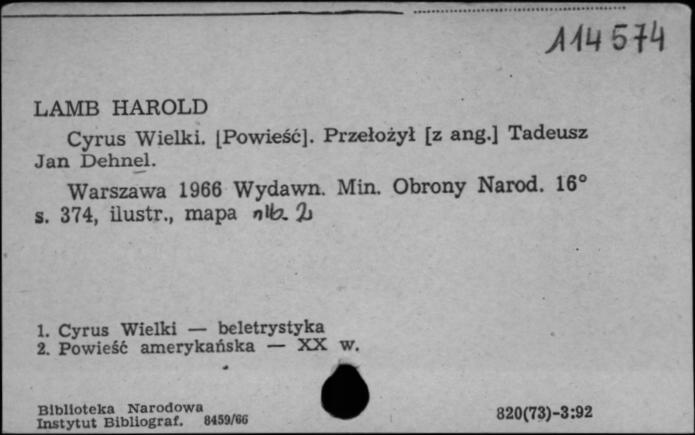 A14574
LAMB HAROLD
Cyrus Wielki. [Powieść]. Przełożył [z ang.] Tadeusz
Jan Dehnel.
Warszawa 1966 Wydawn. Min. Obrony Narod. 16°
s. 374, ilustr., mapa nlb. 2
1. Cyrus Wielki — beletrystyka
2. Powieść amerykańska — XX w.
Biblioteka Narodowa
Instytut Bibliograf. 8459/66
820(73)-3:92